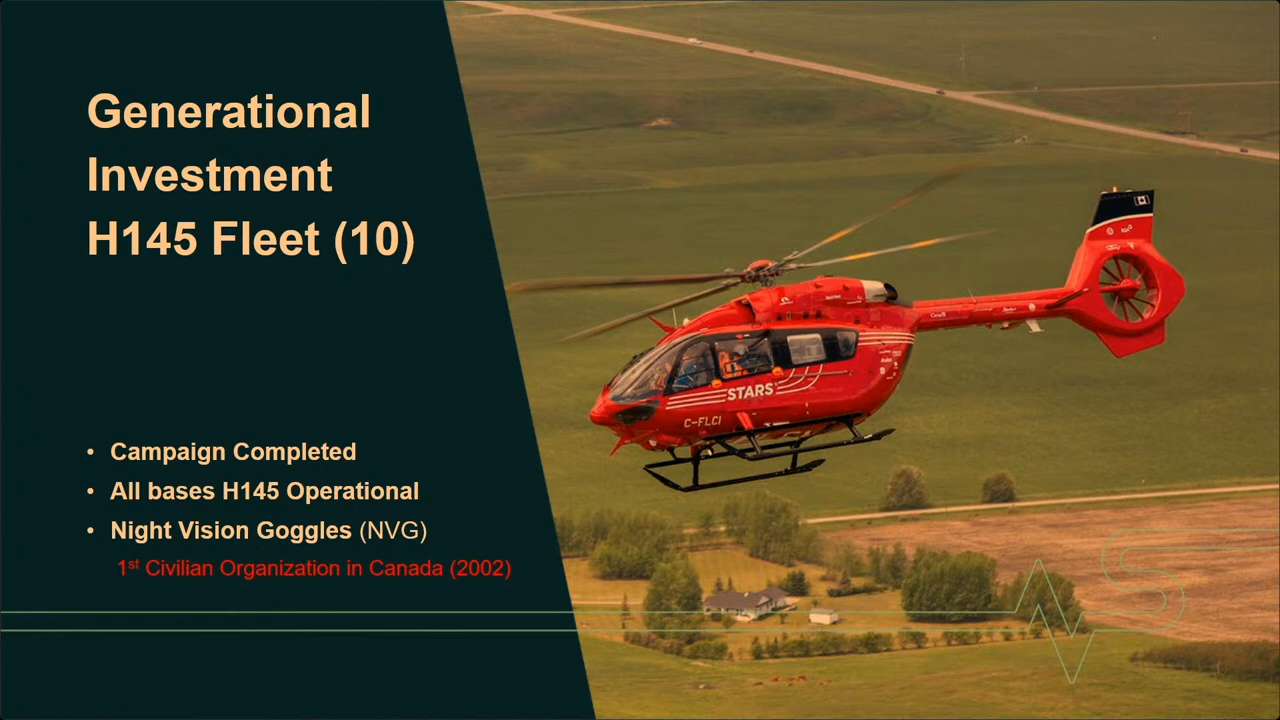 Generational
Investment
H145 Fleet (10)
• Campaign Completed
• All bases H145 Operational
• Night Vision Goggles (NVG)
1st Civilian Organization in Canada (2002)
STARS
C-FLCI